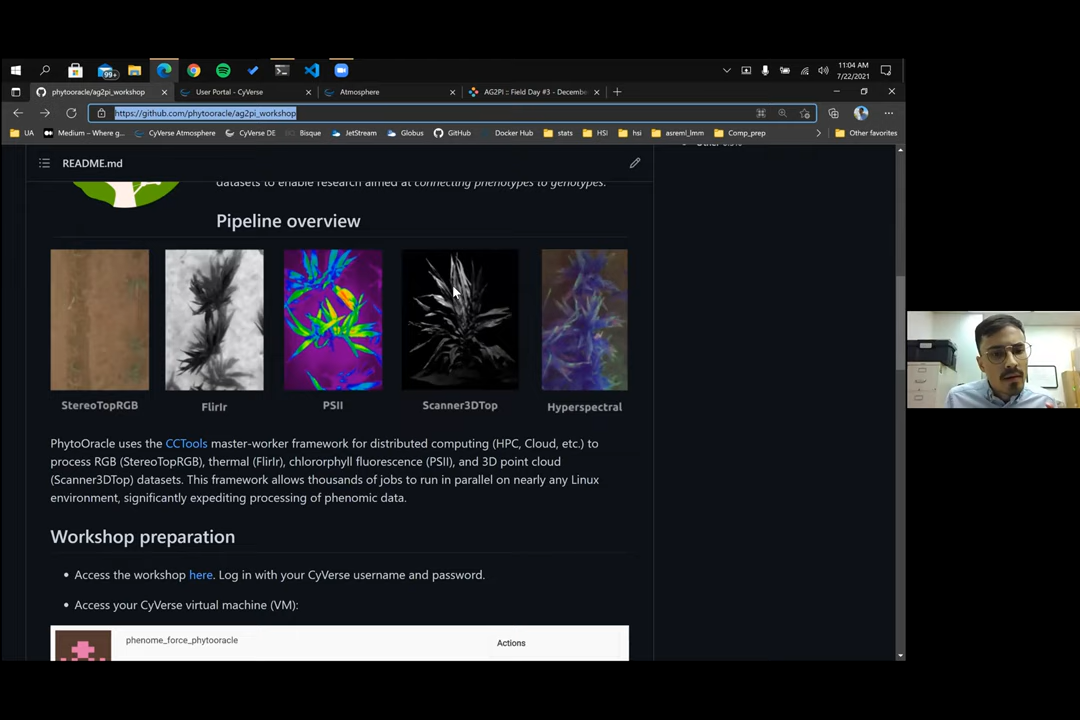 99+
11:04 AM
7/22/2021
phytooracle/ag2pi_workshop
User Portal - CyVerse
Atmosphere
AG2PI :: Field Day #3 - Decembe
https://github.com/phytooracle/ag2pi_workshop
UA
Medium – Where g...
CyVerse Atmosphere
CyVerse DE
Bisque
JetStream
Globus
GitHub
Docker Hub
stats
HSI
hsi
asreml_lmm
Comp_prep
Other favorites
README.md
datasets to enable research aimed at connecting phenotypes to genotypes.
Pipeline overview
StereoTopRGB
FlirIr
PSII
Scanner3DTop
Hyperspectral
PhytoOracle uses the CCTools master-worker framework for distributed computing (HPC, Cloud, etc.) to
process RGB (StereoTopRGB), thermal (FlirIr), chlororphyll fluorescence (PSII), and 3D point cloud
(Scanner3DTop) datasets. This framework allows thousands of jobs to run in parallel on nearly any Linux
environment, significantly expediting processing of phenomic data.
Workshop preparation
Access the workshop here. Log in with your CyVerse username and password.
Access your CyVerse virtual machine (VM):
phenome_force_phytooracle
Actions